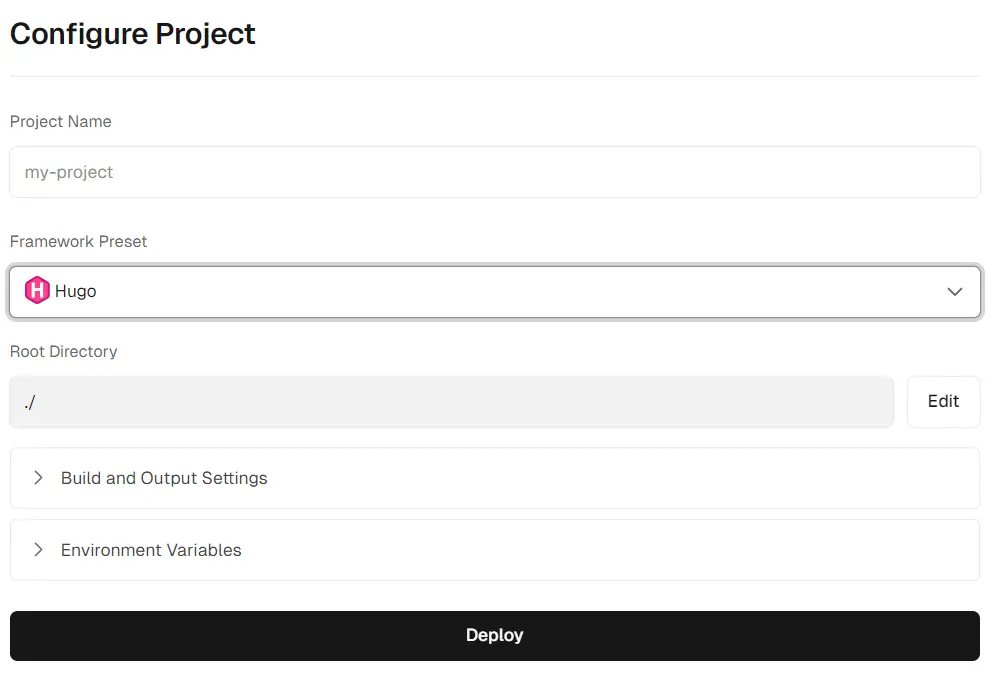 Configure Project
Project Name
my-project
Framework Preset
H Hugo
Root Directory
./
Edit
Build and Output Settings
Environment Variables
Deploy